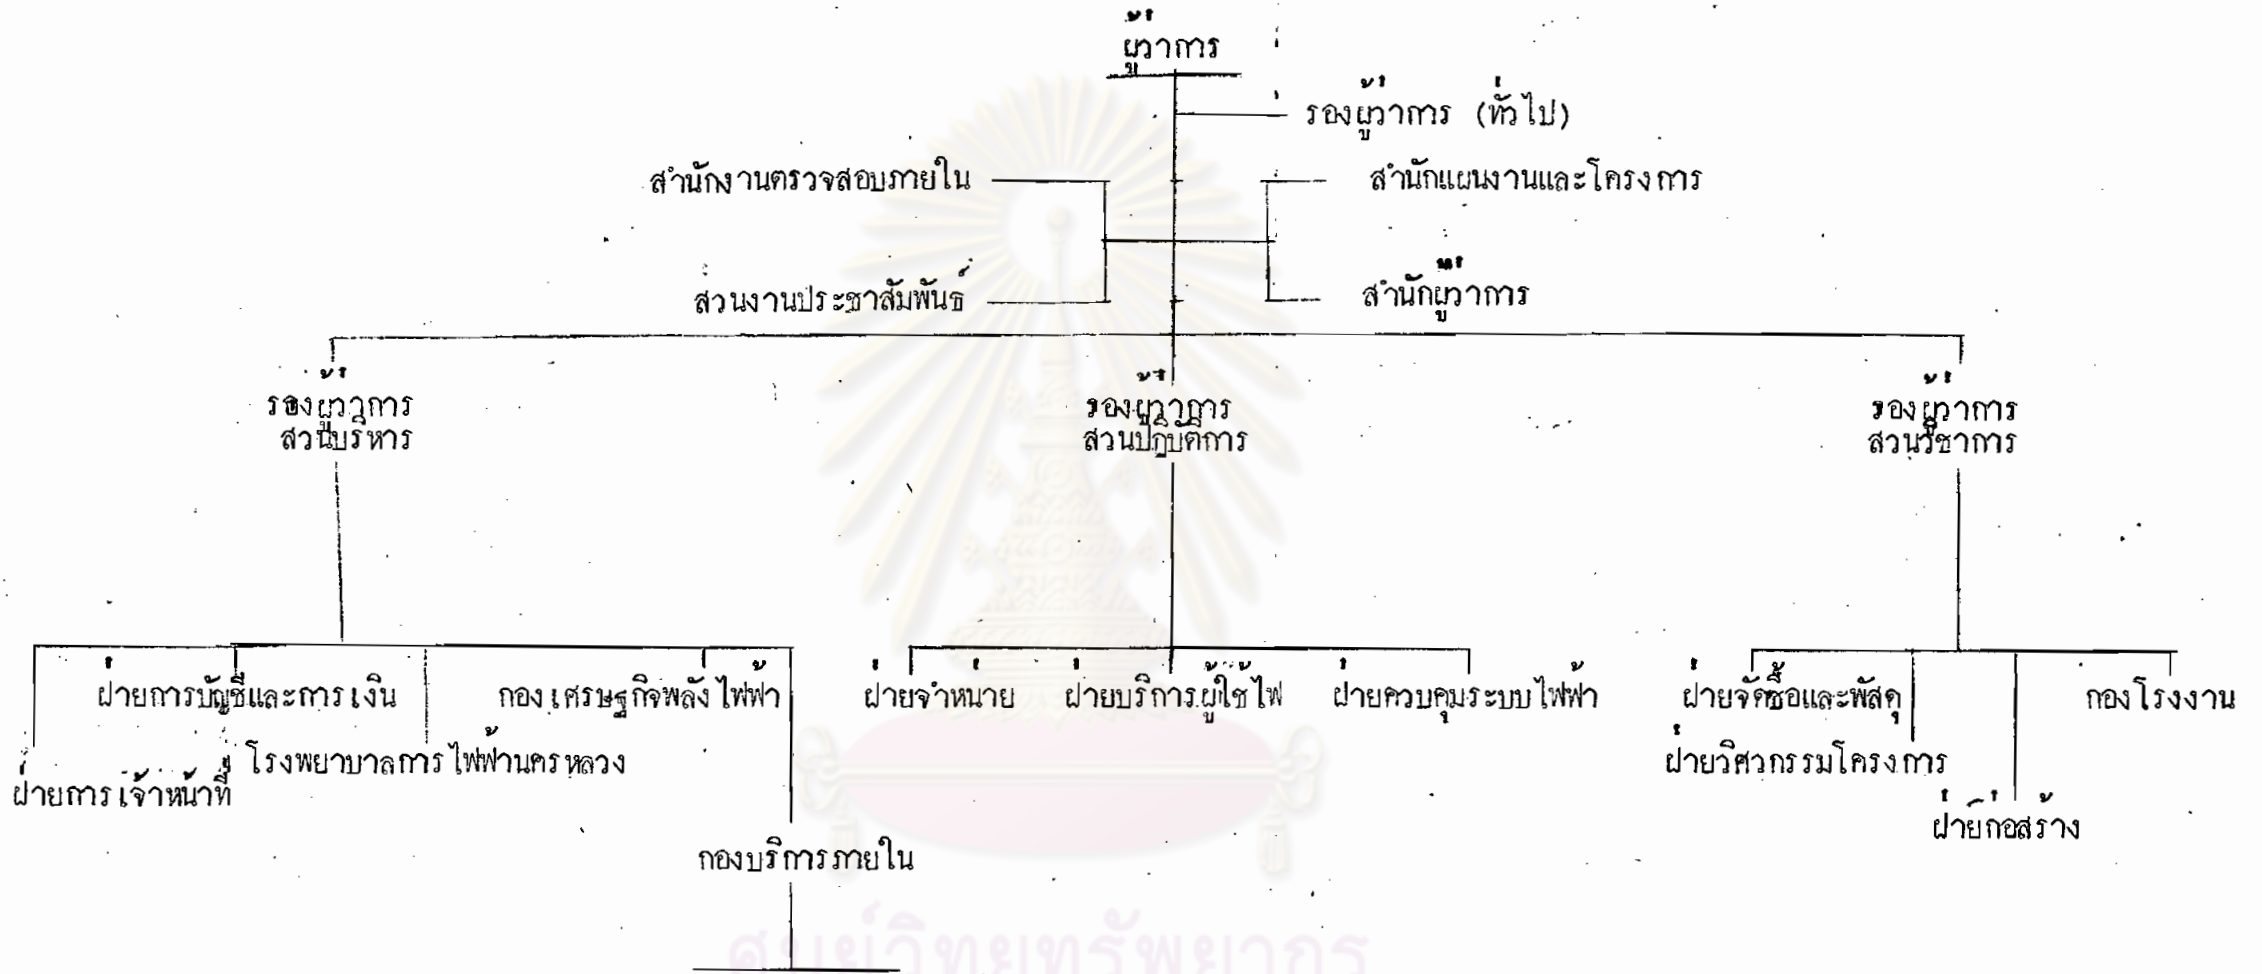 ผู้ว่าการ
รองผู้ว่าการ (ทั่วไป)
สำนักงานตรวจสอบภายใน
สำนักแผนงานและโครงการ
ส่วนงานประชาสัมพันธ์
สำนักผู้ว่าการ
รองผู้ว่าการ
ส่วนบริหาร
รองผู้ว่าการ
ส่วนปฏิบัติการ
รองผู้ว่าการ
ส่วนวิชาการ
ฝ่ายการบัญชีและการเงิน
กองเศรษฐกิจพลังไฟฟ้า
ฝ่ายจำหน่าย
ฝ่ายบริการผู้ใช้ไฟ
ฝ่ายควบคุมระบบไฟฟ้า
ฝ่ายจัดซื้อและพัสดุ
กองโรงงาน
โรงพยาบาลการไฟฟ้านครหลวง
ฝ่ายวิศวกรรมโครงการ
ฝ่ายการเจ้าหน้าที่
ฝ่ายก่อสร้าง
กองบริการภายใน
ศูนย์วิทยทรัพยากร